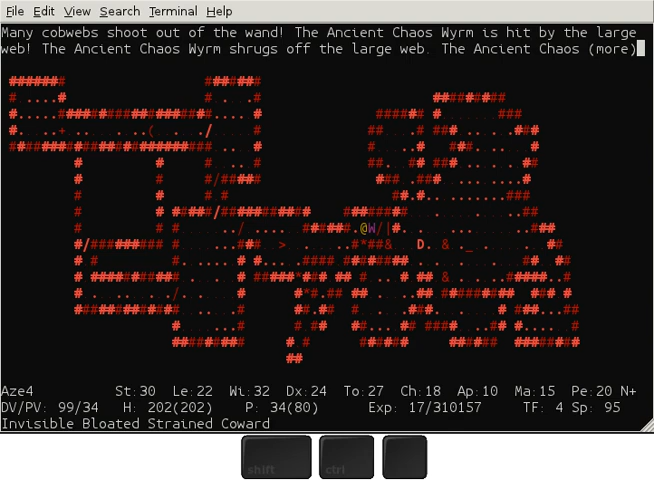 File Edit View Search Terminal Help
Many cobwebs shoot out of the wand! The Ancient Chaos Wyrm is hit by the large
web! The Ancient Chaos Wyrm shrugs off the large web. The Ancient Chaos (more)
Aze4 St:30 Le:22 Wi:32 Dx:24 To:27 Ch:18 Ap:10 Ma:15 Pe:20 N+
DV/PV: 99/34 H: 202(202) P: 34(80) Exp: 17/310157 TF: 4 Sp: 95
Invisible Bloated Strained Coward
shift ctrl